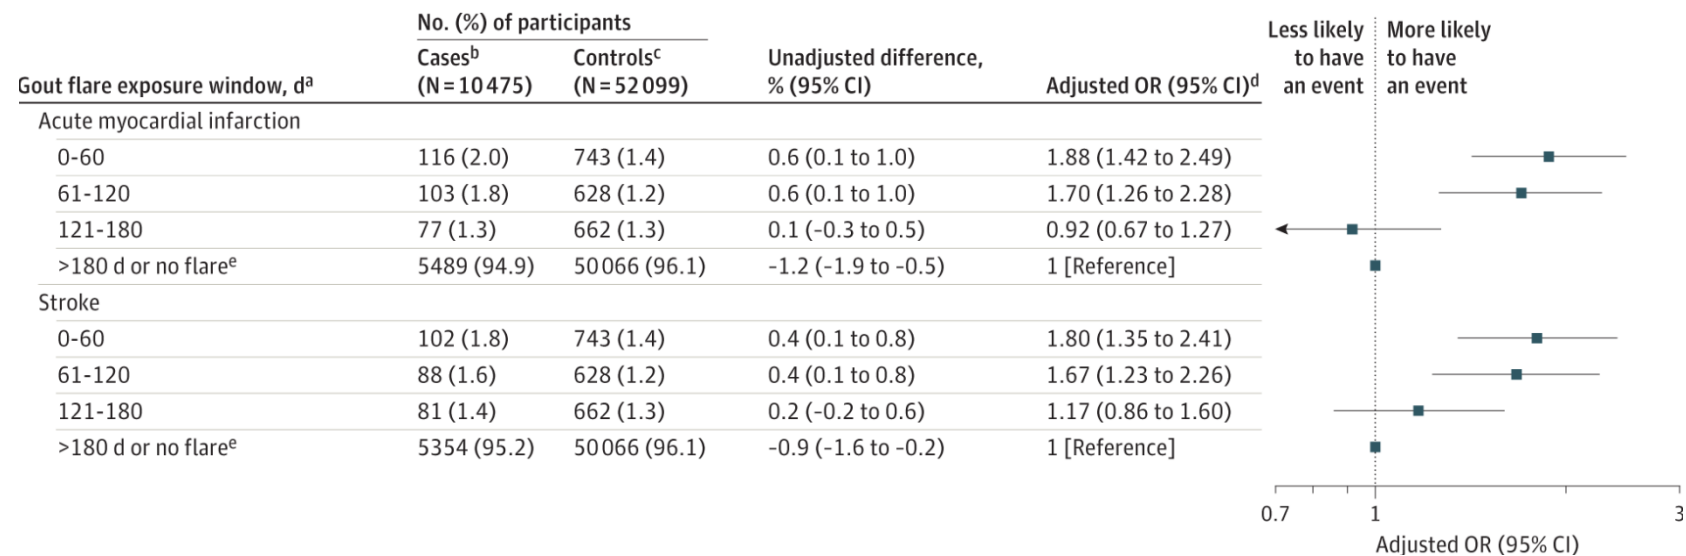 No. (%) of participants
Less likely to have an event
More likely to have an event
Gout flare exposure window, dᵃ Casesᵇ (N = 10 475) Controlsᶜ (N = 52 099) Unadjusted difference, % (95% CI) Adjusted OR (95% CI)ᵈ
Acute myocardial infarction
0-60 116 (2.0) 743 (1.4) 0.6 (0.1 to 1.0) 1.88 (1.42 to 2.49)
61-120 103 (1.8) 628 (1.2) 0.6 (0.1 to 1.0) 1.70 (1.26 to 2.28)
121-180 77 (1.3) 662 (1.3) 0.1 (-0.3 to 0.5) 0.92 (0.67 to 1.27)
>180 d or no flareᵉ 5489 (94.9) 50 066 (96.1) -1.2 (-1.9 to -0.5) 1 [Reference]
Stroke
0-60 102 (1.8) 743 (1.4) 0.4 (0.1 to 0.8) 1.80 (1.35 to 2.41)
61-120 88 (1.6) 628 (1.2) 0.4 (0.1 to 0.8) 1.67 (1.23 to 2.26)
121-180 81 (1.4) 662 (1.3) 0.2 (-0.2 to 0.6) 1.17 (0.86 to 1.60)
>180 d or no flareᵉ 5354 (95.2) 50 066 (96.1) -0.9 (-1.6 to -0.2) 1 [Reference]
0.7 1 3
Adjusted OR (95% CI)